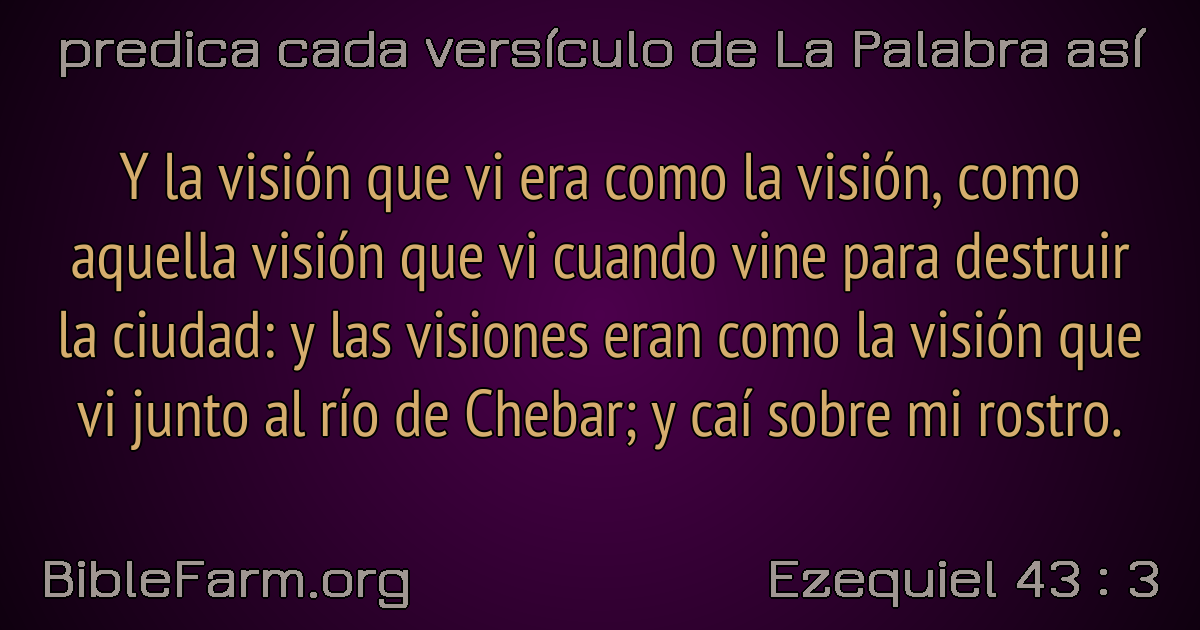 predica cada versículo de La Palabra así
Y la visión que vi era como la visión, como
aquella visión que vi cuando vine para destruir
la ciudad: y las visiones eran como la visión que
vi junto al río de Chebar; y caí sobre mi rostro.
BibleFarm.org
Ezequiel 43 : 3